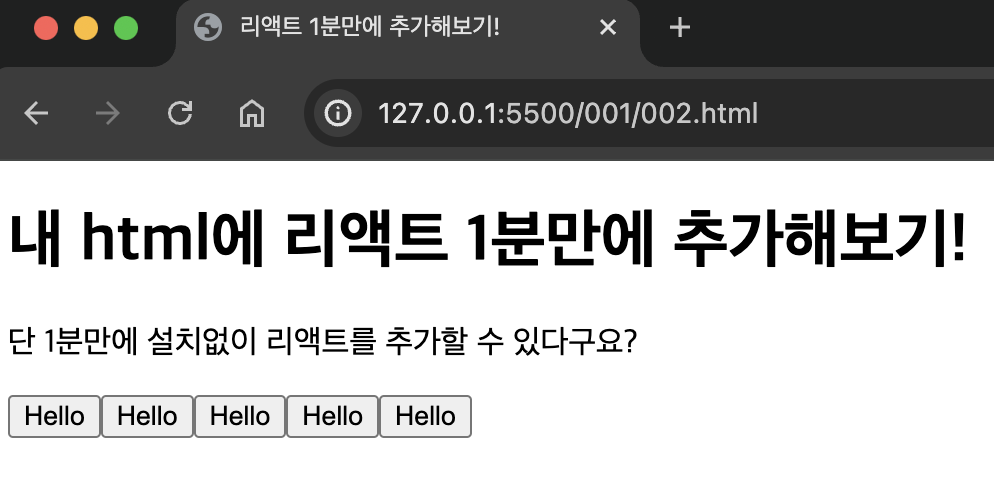 리액트 1분만에 추가해보기!
127.0.0.1:5500/001/002.html
내 html에 리액트 1분만에 추가해보기!
단 1분만에 설치없이 리액트를 추가할 수 있다구요?
Hello Hello Hello Hello Hello